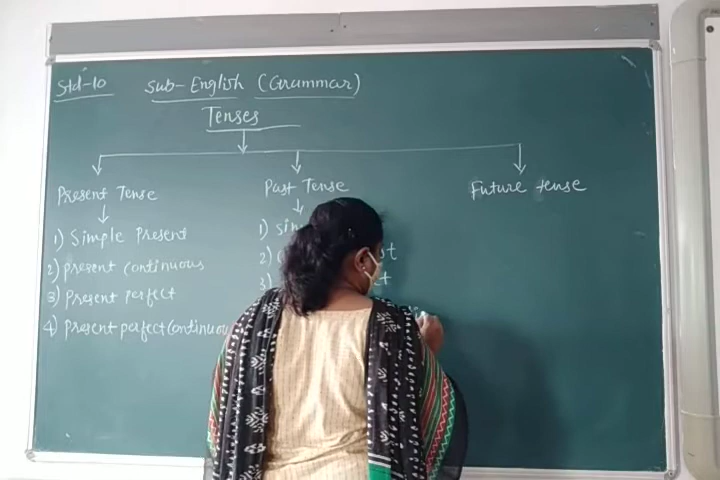 Std-10 Sub-English (Grammar)
Tenses
Present Tense
1) Simple Present
2) Present continuous
3) Present perfect
4) Present perfect continuou
Past Tense
1) Sim
2)
3)
Future tense